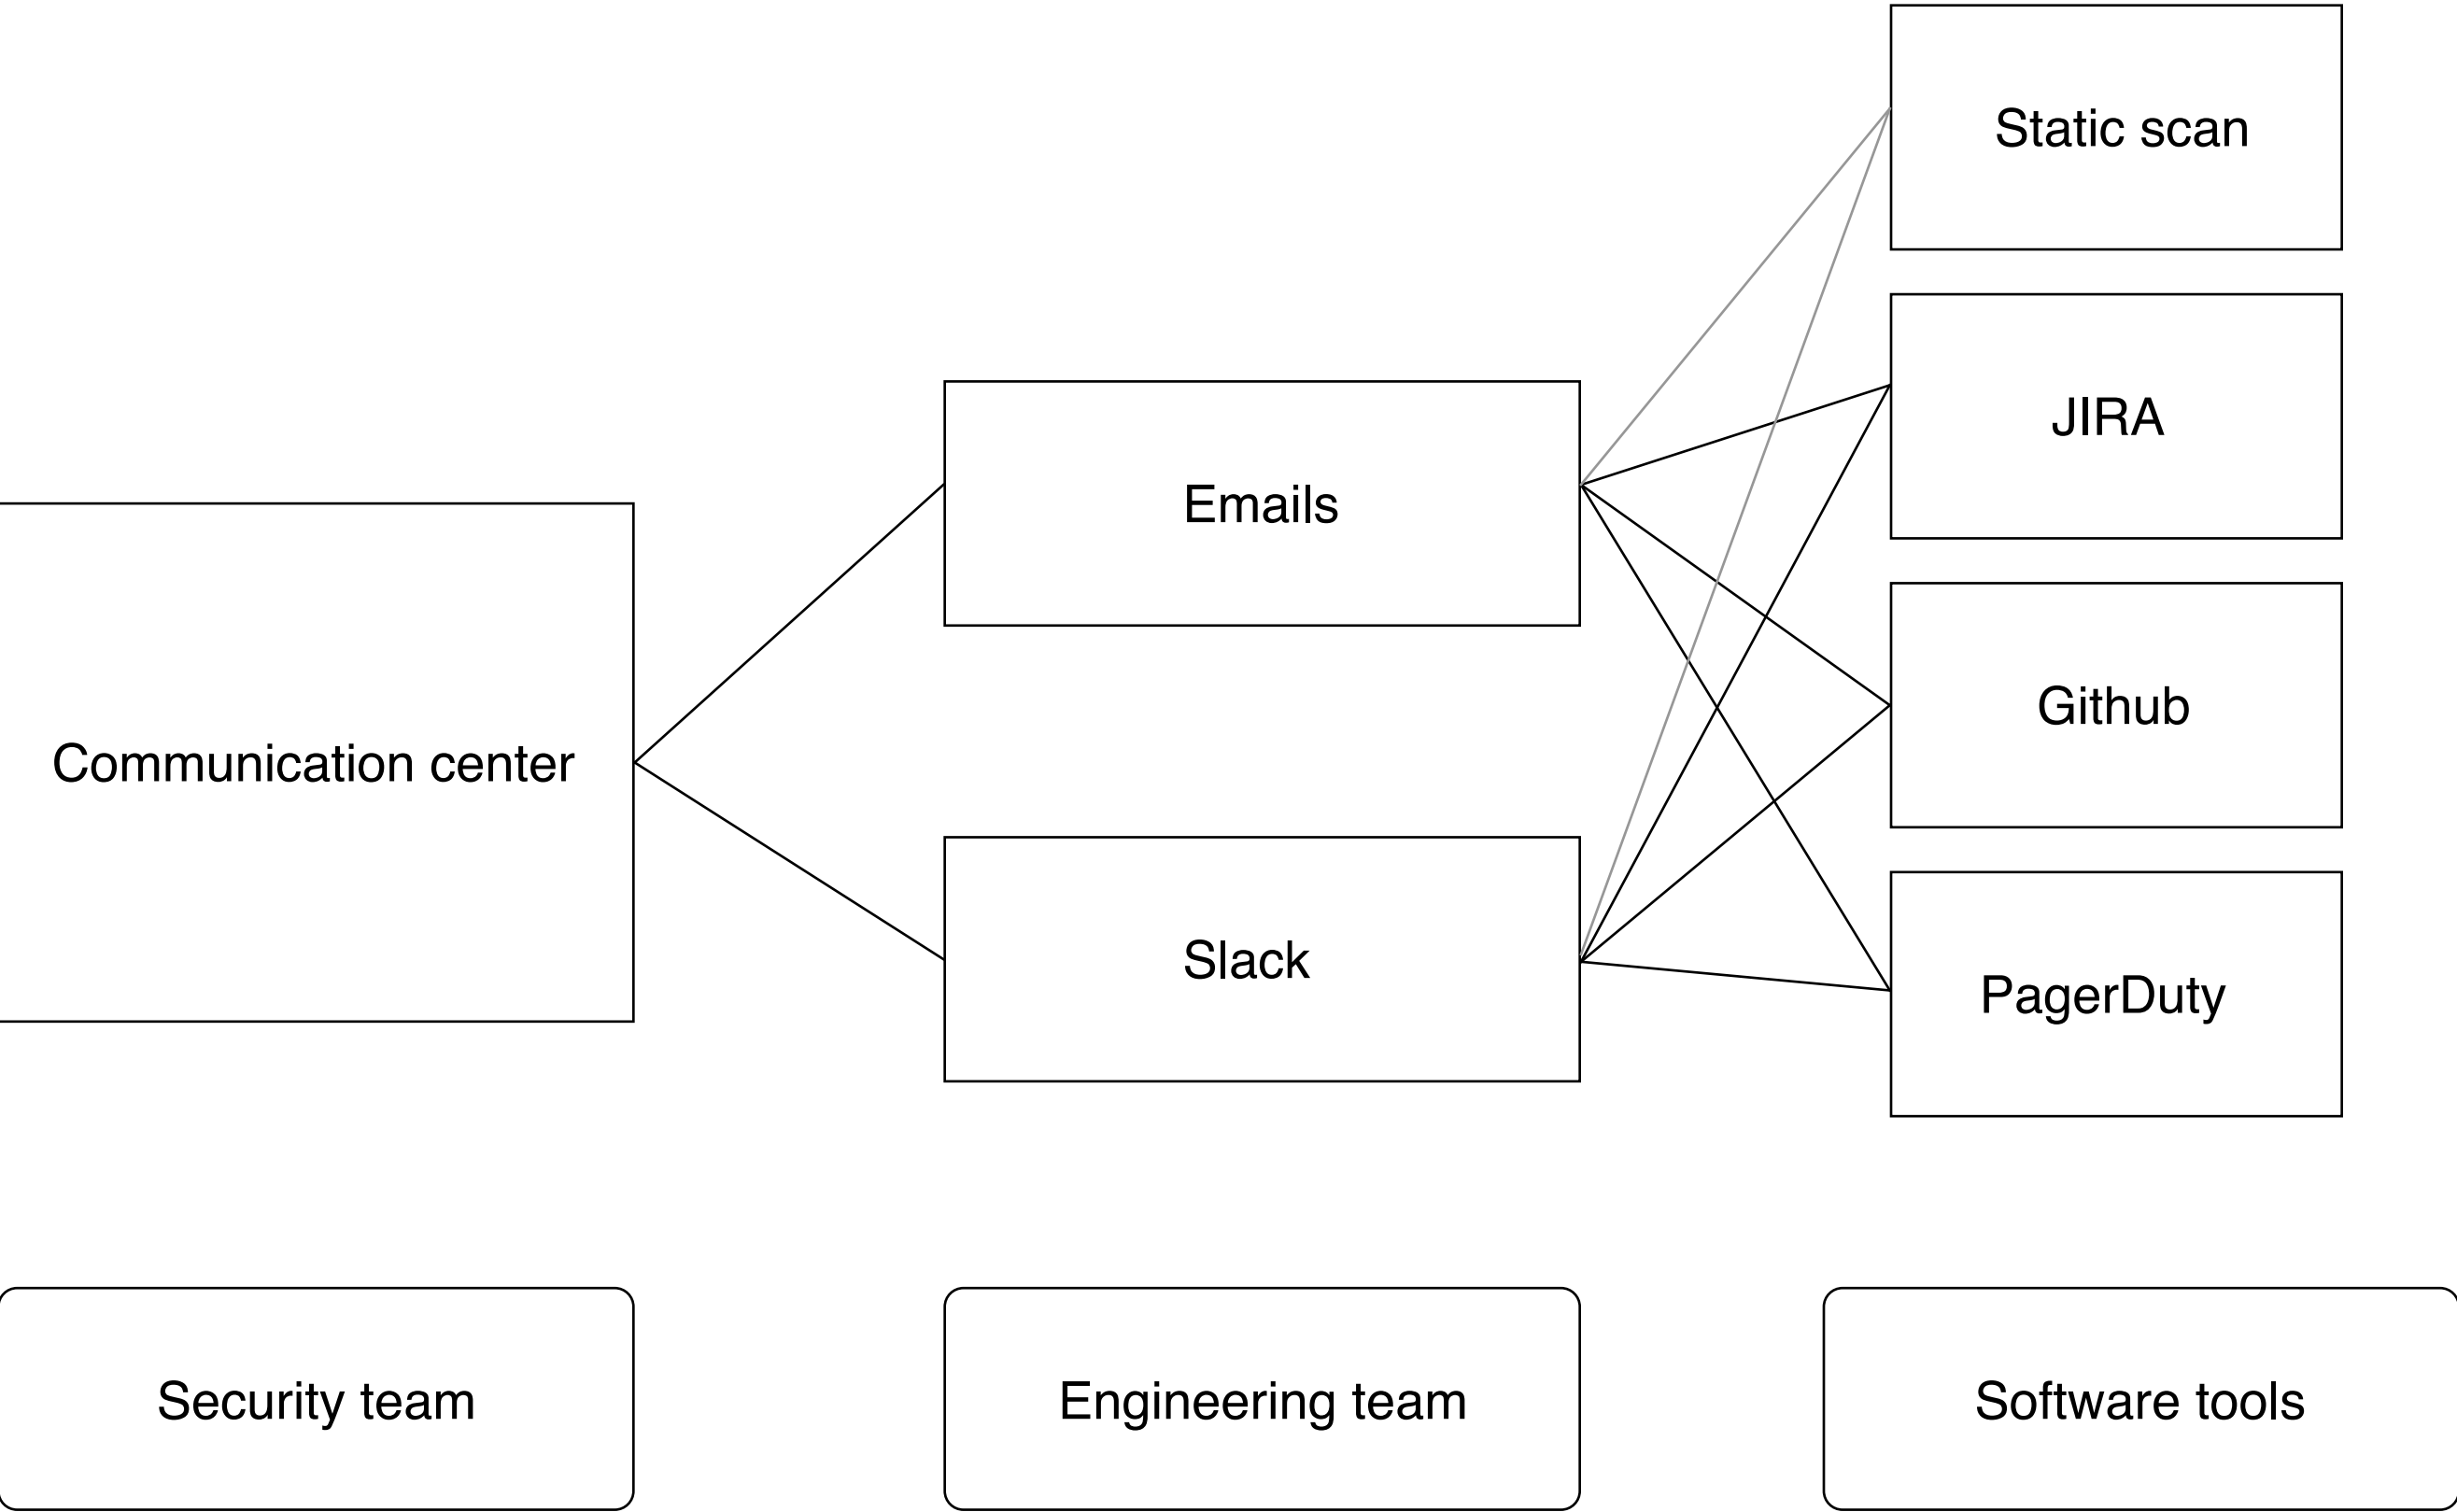 Static scan
JIRA
Emails
Github
Communication center
Slack
PagerDuty
Security team
Engineering team
Software tools